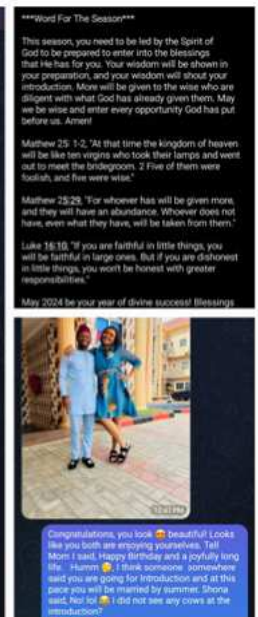 ***Word For The Season***
This season, you need to be led by the Spirit of
God to be prepared to enter into the blessings
that He has for you. Your wisdom will be shown in
your preparation, and your wisdom will shout your
introduction. More will be given to the wise who are
diligent with what God has already given them. May
we be wise and enter every opportunity God has put
before us. Amen!
Mathew 25: 1-2, "At that time the kingdom of heaven
will be like ten virgins who took their lamps and went
out to meet the bridegroom. 2 Five of them were
foolish, and five were wise."
Mathew 25:29, "For whoever has will be given more,
and they will have an abundance. Whoever does not
have, even what they have, will be taken from them."
Luke 16:10, "If you are faithful in little things, you
will be faithful in large ones. But if you are dishonest
in little things, you won't be honest with greater
responsibilities."
May 2024 be your year of divine success! Blessings
Congratulations, you look 😍 beautiful! Looks
like you both are enjoying yourselves. Tell
Mom I said, Happy Birthday and a joyfully long
life. Humm 🤔, I think someone somewhere
said you are going for Introduction and at this
pace you will be married by summer. Shona
said, No! lol 😂 I did not see any cows at the
introduction?